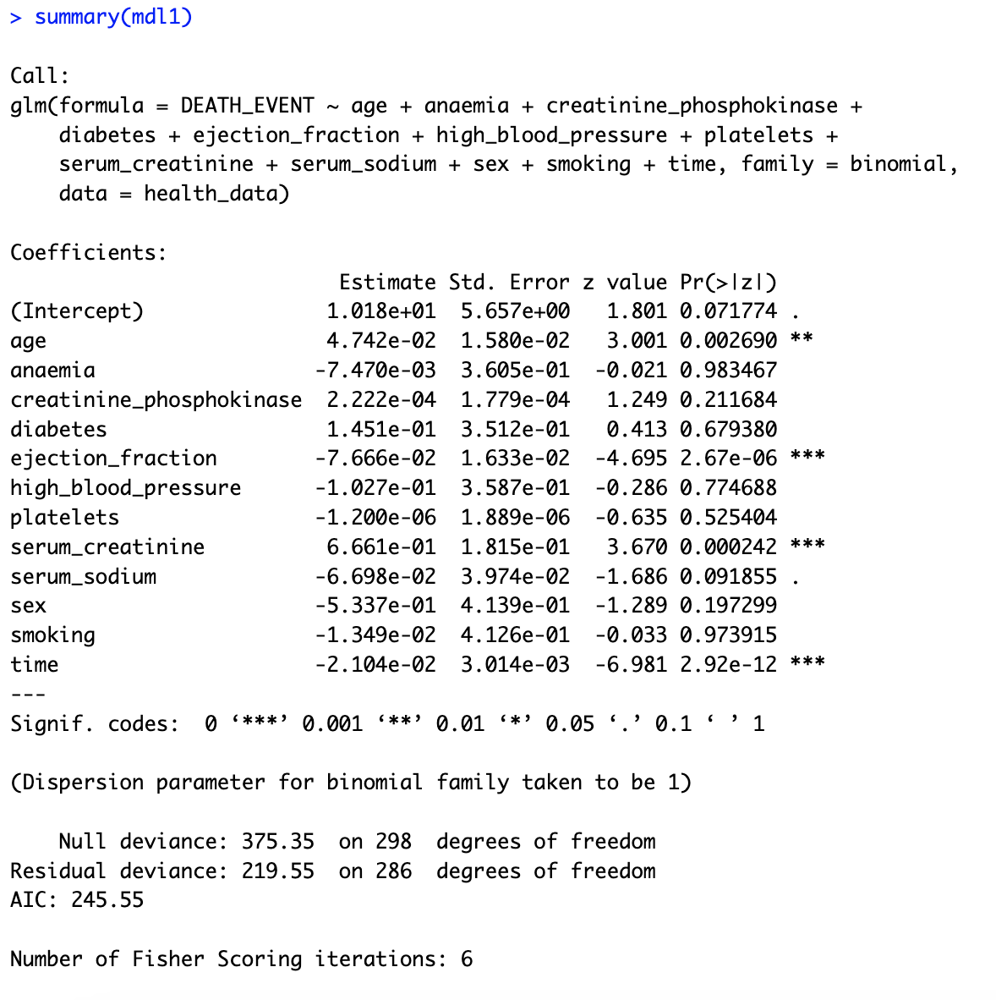 > summary(mdl1)
Call:
glm(formula = DEATH_EVENT ~ age + anaemia + creatinine_phosphokinase +
    diabetes + ejection_fraction + high_blood_pressure + platelets +
    serum_creatinine + serum_sodium + sex + smoking + time, family = binomial,
    data = health_data)
Coefficients:
                           Estimate Std. Error z value Pr(>|z|)
(Intercept)               1.018e+01  5.657e+00   1.801 0.071774 .
age                       4.742e-02  1.580e-02   3.001 0.002690 **
anaemia                  -7.470e-03  3.605e-01  -0.021 0.983467
creatinine_phosphokinase  2.222e-04  1.779e-04   1.249 0.211684
diabetes                  1.451e-01  3.512e-01   0.413 0.679380
ejection_fraction        -7.666e-02  1.633e-02  -4.695 2.67e-06 ***
high_blood_pressure      -1.027e-01  3.587e-01  -0.286 0.774688
platelets                -1.200e-06  1.889e-06  -0.635 0.525404
serum_creatinine          6.661e-01  1.815e-01   3.670 0.000242 ***
serum_sodium             -6.698e-02  3.974e-02  -1.686 0.091855 .
sex                      -5.337e-01  4.139e-01  -1.289 0.197299
smoking                  -1.349e-02  4.126e-01  -0.033 0.973915
time                     -2.104e-02  3.014e-03  -6.981 2.92e-12 ***
---
Signif. codes:  0 ‘***’ 0.001 ‘**’ 0.01 ‘*’ 0.05 ‘.’ 0.1 ‘ ’ 1
(Dispersion parameter for binomial family taken to be 1)
    Null deviance: 375.35  on 298  degrees of freedom
Residual deviance: 219.55  on 286  degrees of freedom
AIC: 245.55
Number of Fisher Scoring iterations: 6